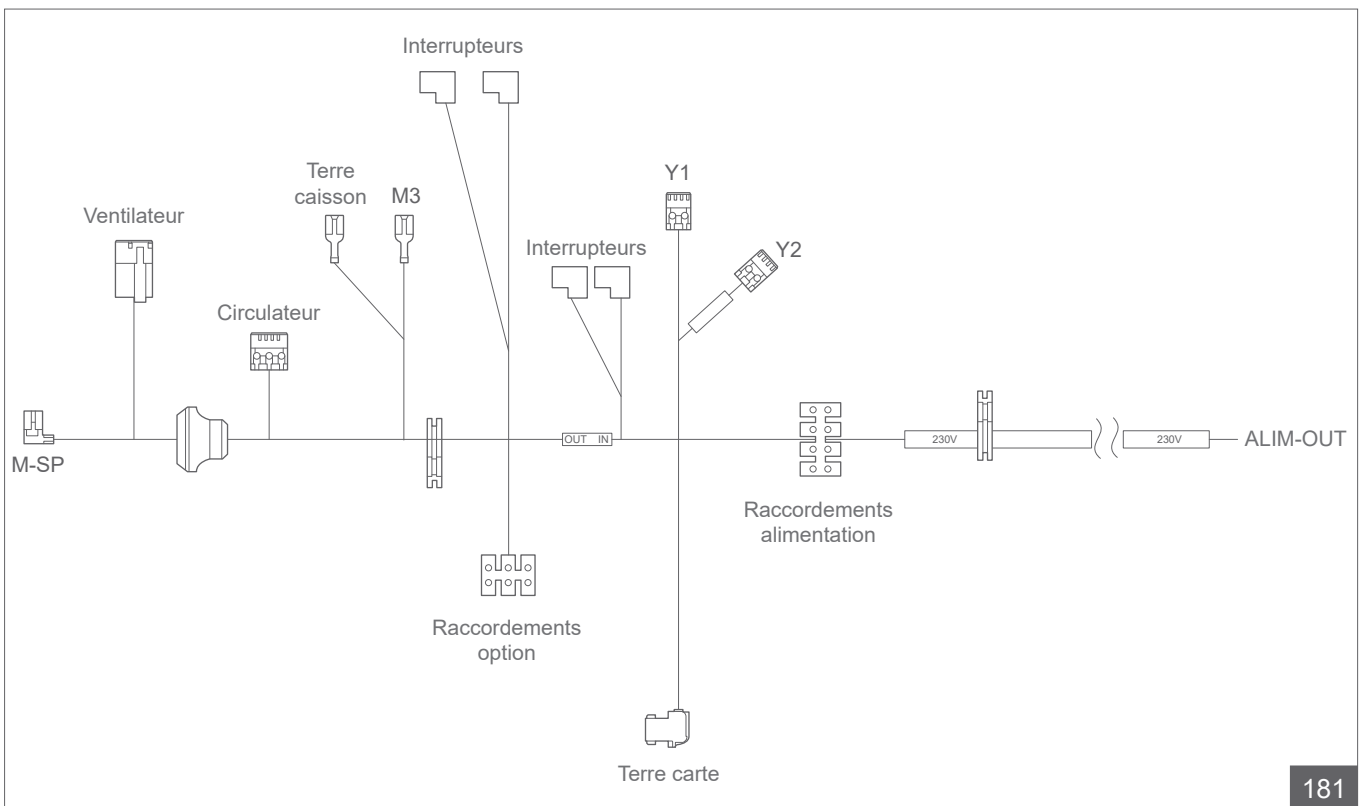 Interrupteurs
Terre
caisson
M3
Y1
Ventilateur
Interrupteurs
Y2
Circulateur
OUT IN
230V
230V
ALIM-OUT
M-SP
Raccordements
alimentation
Raccordements
option
Terre carte
181